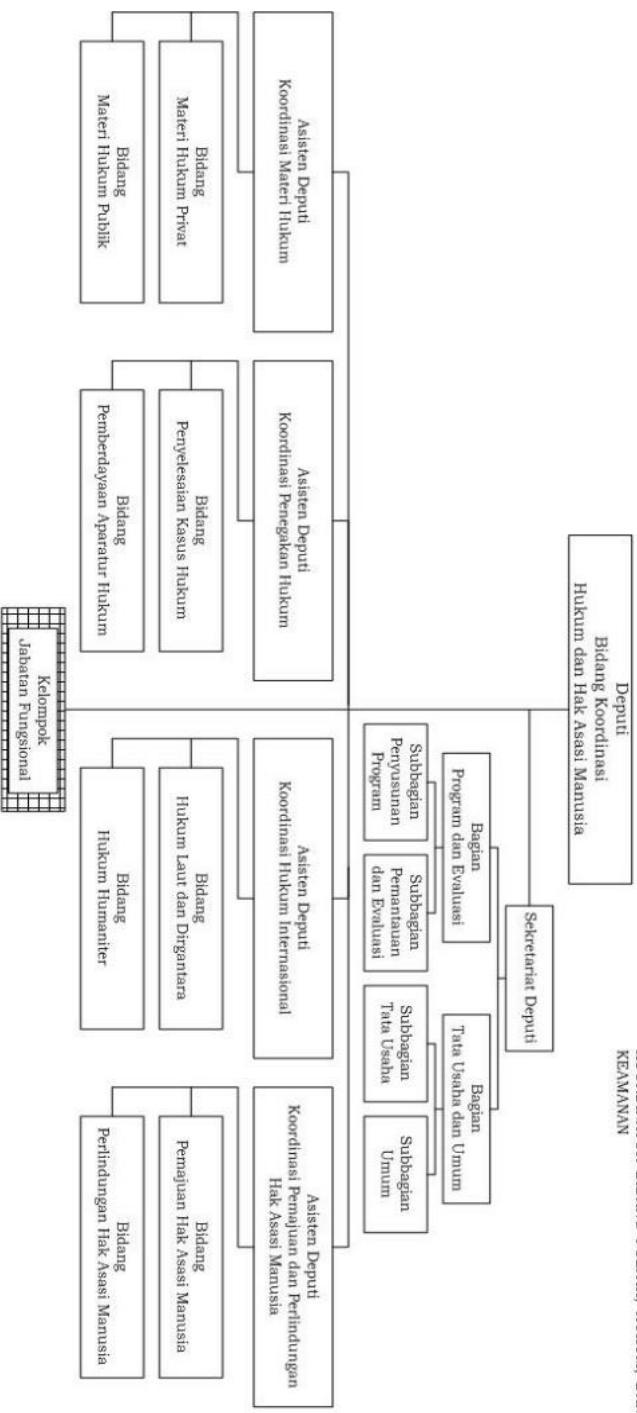 KEAMANAN
Deputi
Bidang Koordinasi
Hukum dan Hak Asasi Manusia
Sekretariat Deputi
Bagian
Program dan Evaluasi
Bagian
Tata Usaha dan Umum
Subbagian
Penyusunan
Program
Subbagian
Pemantauan
dan Evaluasi
Subbagian
Tata Usaha
Subbagian
Umum
Asisten Deputi
Koordinasi Materi Hukum
Asisten Deputi
Koordinasi Penegakan Hukum
Asisten Deputi
Koordinasi Hukum Internasional
Asisten Deputi
Koordinasi Pemajuan dan Perlindungan
Hak Asasi Manusia
Bidang
Materi Hukum Privat
Bidang
Penyelesaian Kasus Hukum
Bidang
Hukum Laut dan Dirgantara
Bidang
Pemajuan Hak Asasi Manusia
Bidang
Materi Hukum Publik
Bidang
Pemberdayaan Aparatur Hukum
Bidang
Hukum Humaniter
Bidang
Perlindungan Hak Asasi Manusia
Kelompok
Jabatan Fungsional